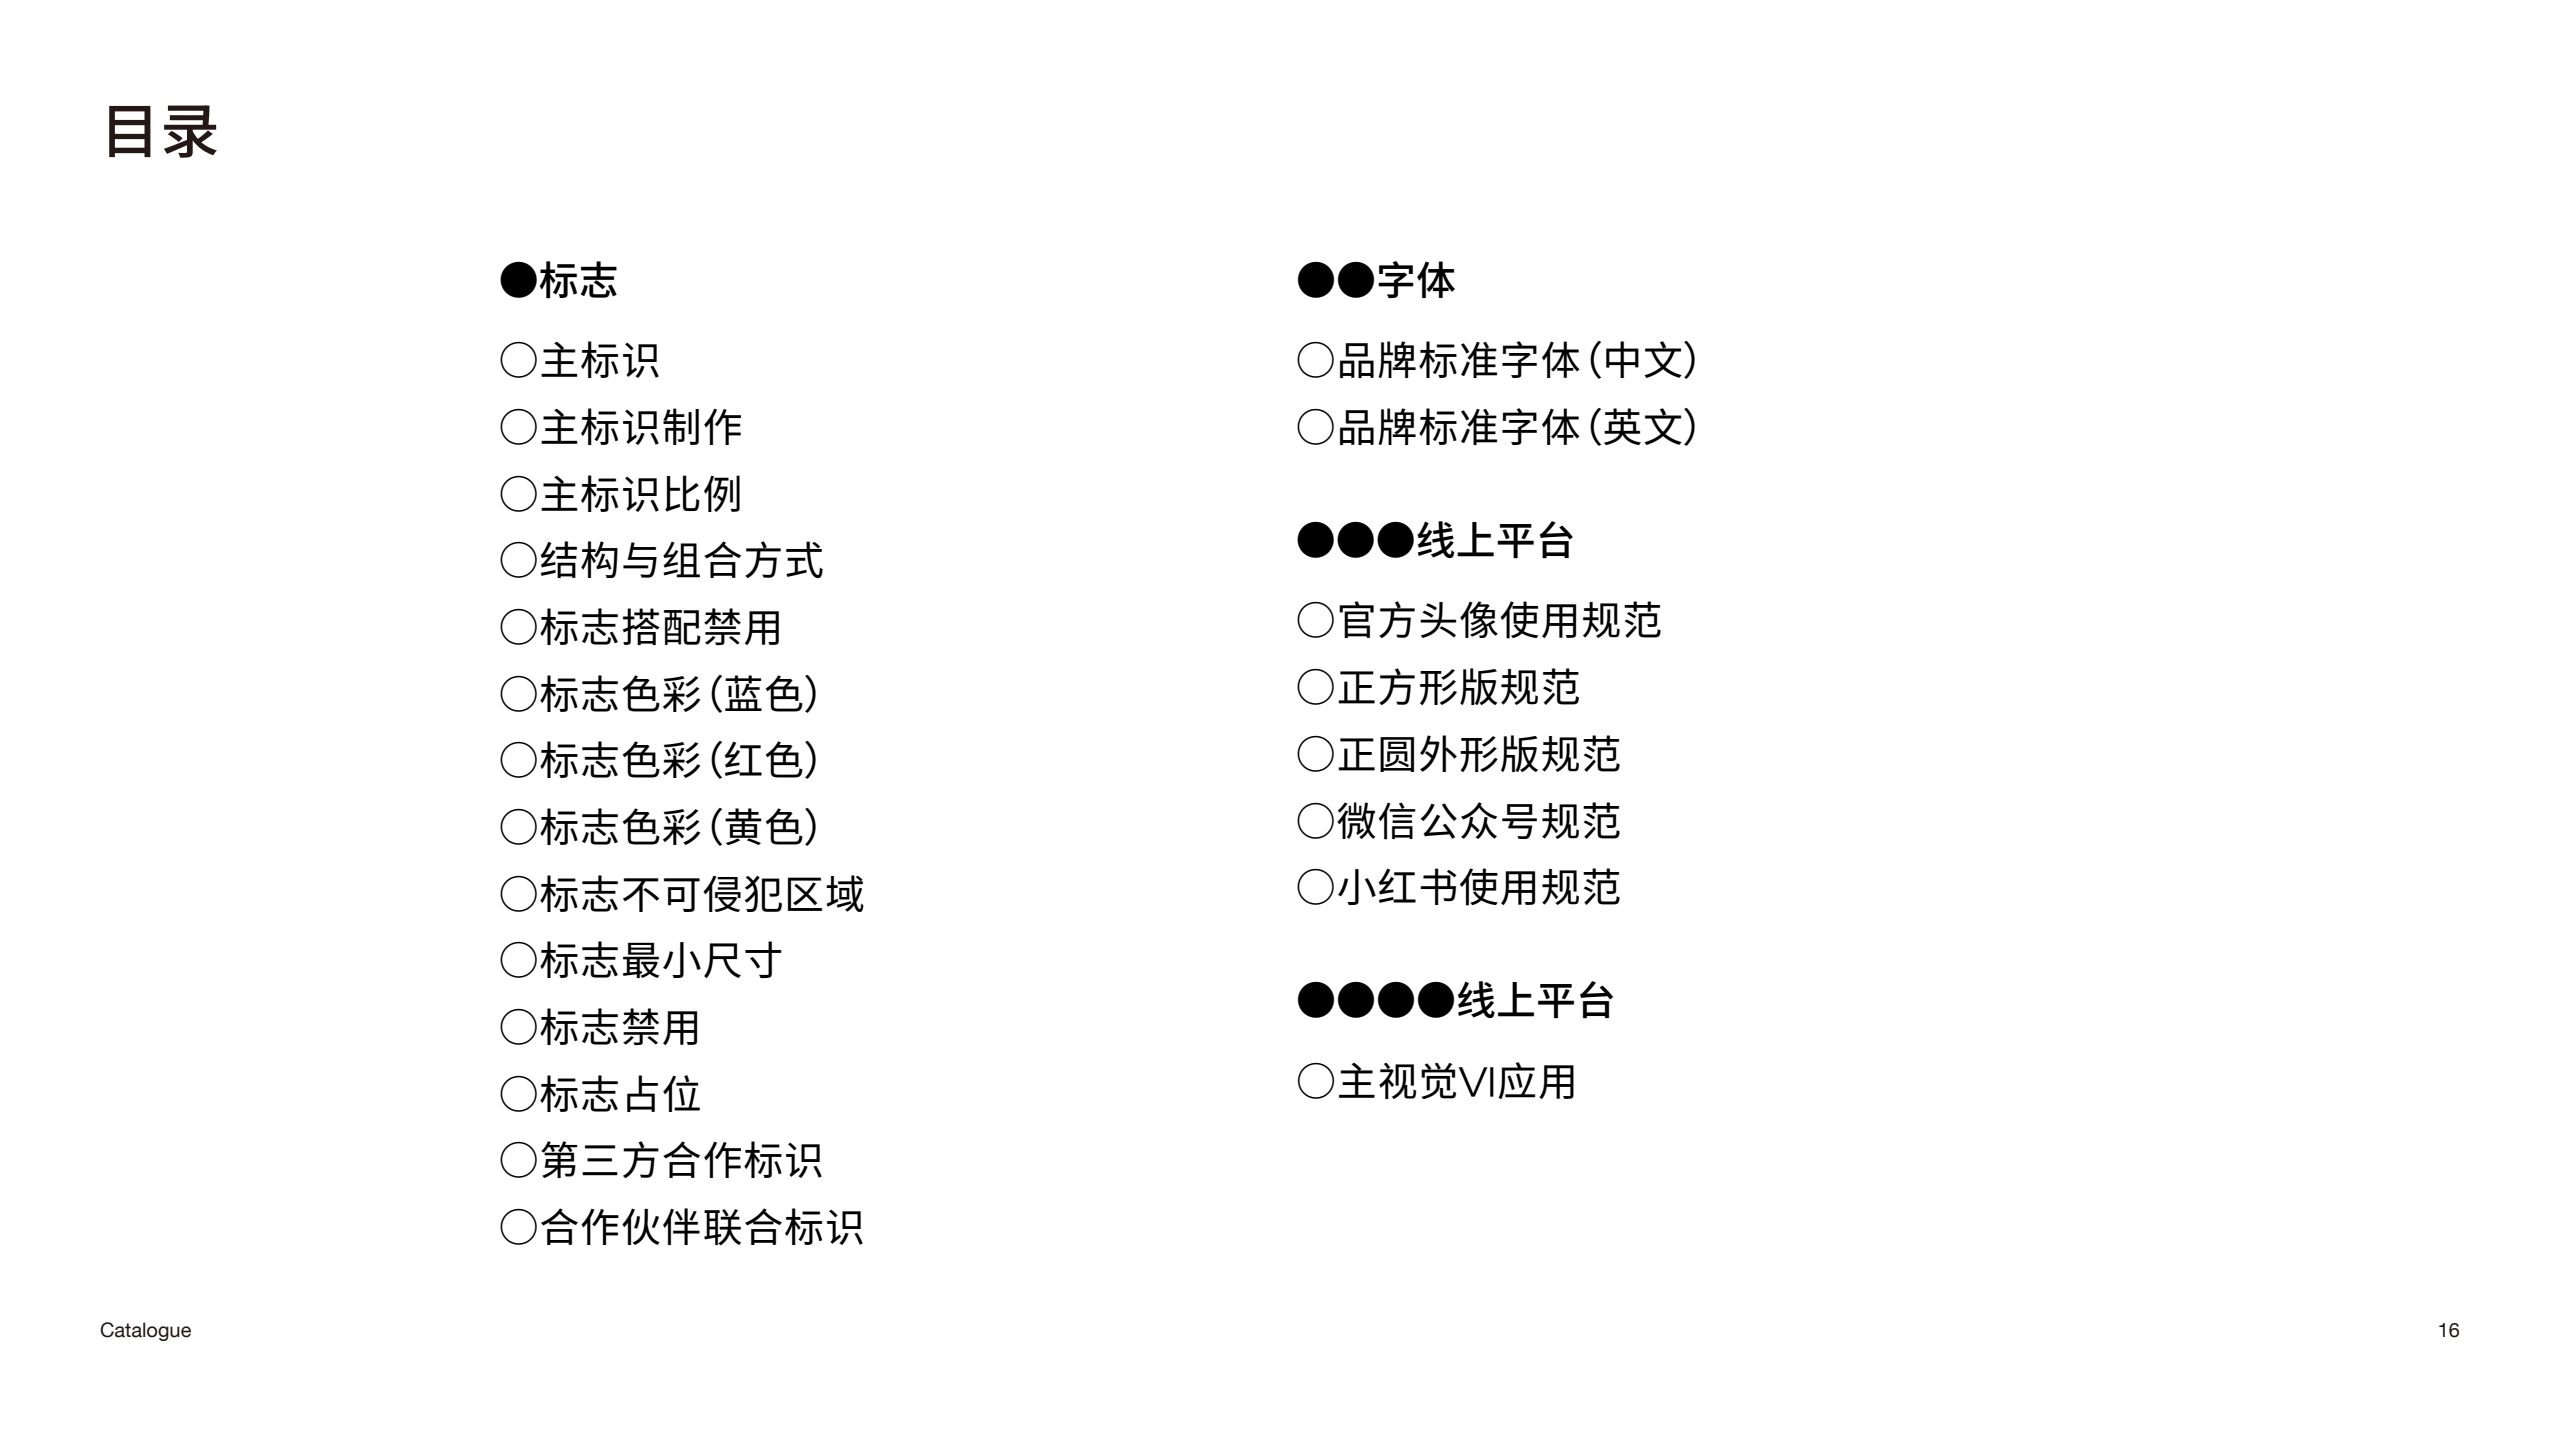 目录
●标志
○主标识
○主标识制作
○主标识比例
○结构与组合方式
○标志搭配禁用
○标志色彩(蓝色)
○标志色彩(红色)
○标志色彩(黄色)
○标志不可侵犯区域
○标志最小尺寸
○标志禁用
○标志占位
○第三方合作标识
○合作伙伴联合标识
●●字体
○品牌标准字体(中文)
○品牌标准字体(英文)
●●●线上平台
○官方头像使用规范
○正方形版规范
○正圆外形版规范
○微信公众号规范
○小红书使用规范
●●●●线上平台
○主视觉VI应用
Catalogue
16